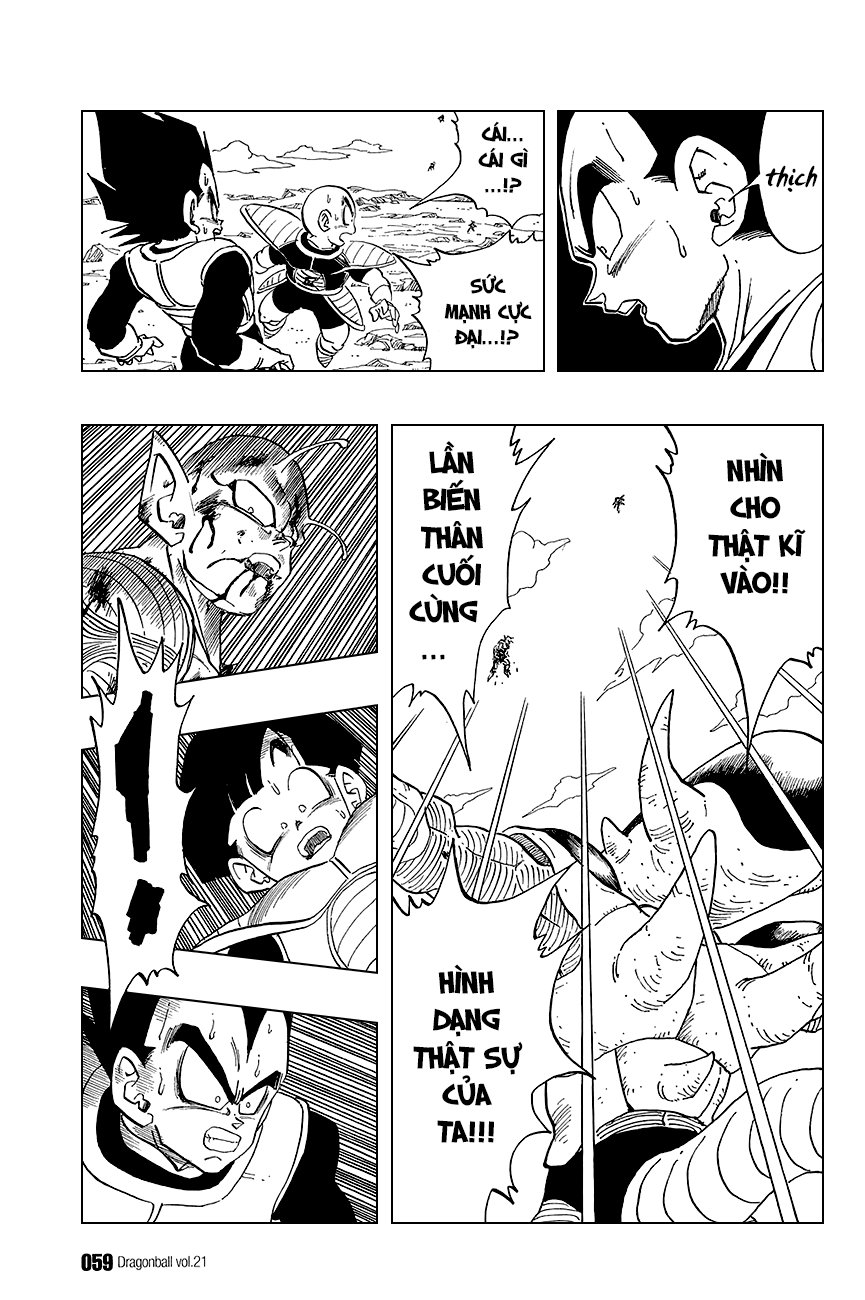 thịch
CÁI...
CÁI GÌ
...!?
SỨC
MẠNH CỰC
ĐẠI...!?
NHÌN
CHO
THẬT KĨ
VÀO!!
LẦN
BIẾN
THÂN
CUỐI
CÙNG
...
HÌNH
DẠNG
THẬT SỰ
CỦA
TA!!!
059 Dragonball vol.21